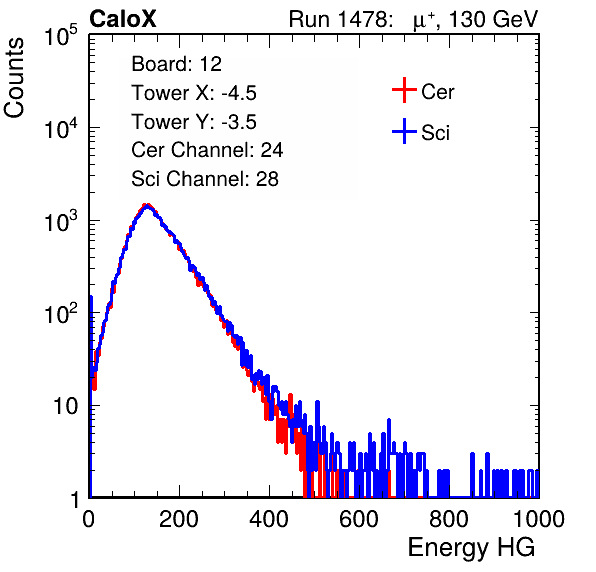 CaloX Run 1478: μ⁺, 130 GeV
Counts
Board: 12
Tower X: -4.5
Tower Y: -3.5
Cer Channel: 24
Sci Channel: 28
Cer
Sci
10⁵
10⁴
10³
10²
10
1
0 200 400 600 800 1000
Energy HG